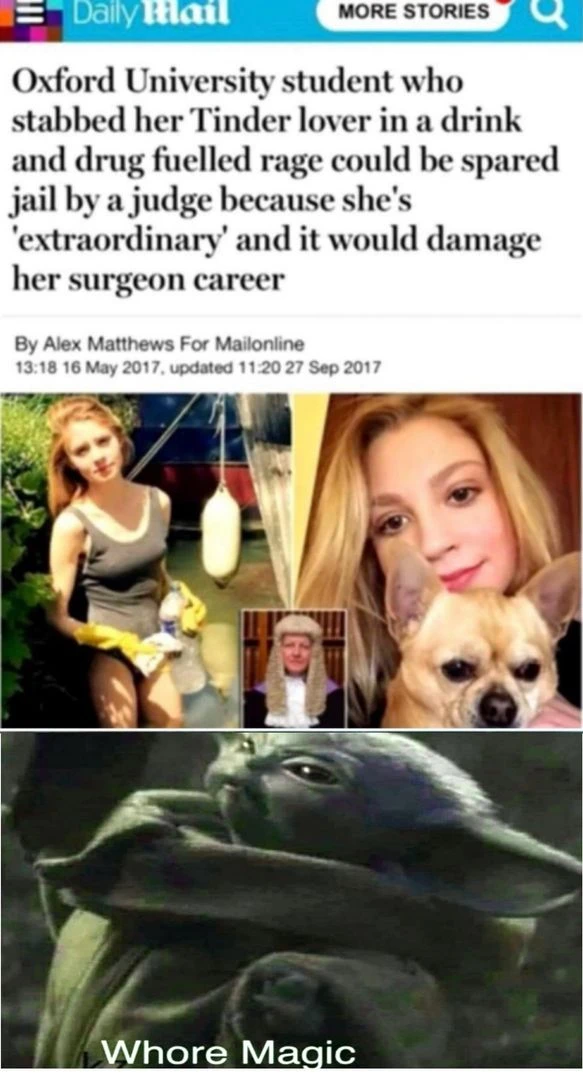 Daily Mail
MORE STORIES
Oxford University student who
stabbed her Tinder lover in a drink
and drug fuelled rage could be spared
jail by a judge because she's
'extraordinary' and it would damage
her surgeon career
By Alex Matthews For Mailonline
13:18 16 May 2017, updated 11:20 27 Sep 2017
Whore Magic